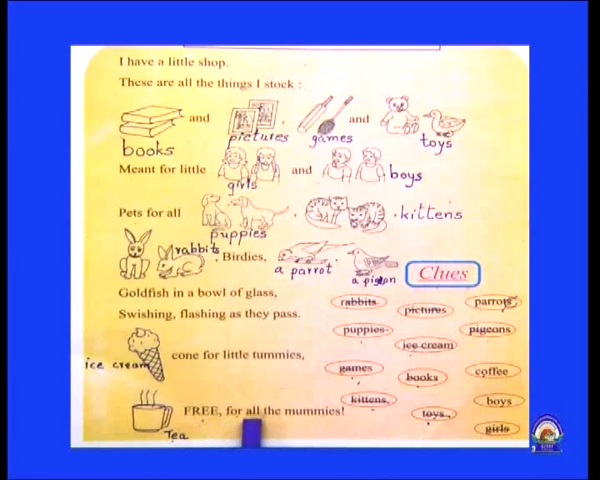 I have a little shop.
These are all the things I stock :
and , and
books pictures games toys
Meant for little and boys
girls
Pets for all , . kittens
puppies
rabbits . Birdies, .
a parrot a pigeon
Clues
Goldfish in a bowl of glass,
Swishing, flashing as they pass.
rabbits pictures parrots
puppies pigeons
ice cream
ice cream cone for little tummies,
games books coffee
kittens toys boys
FREE, for all the mummies!
Tea
girls